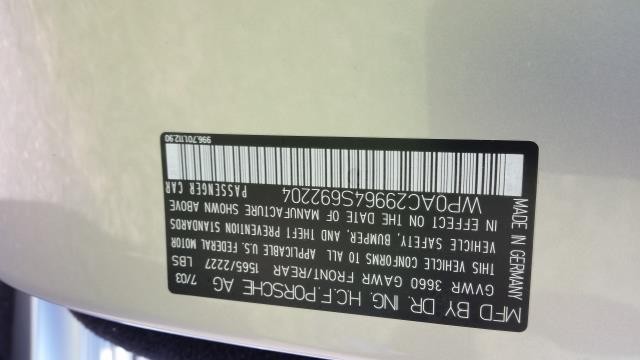 MFD BY DR. ING. H.C.F. PORSCHE AG 7/03
GVWR 3660 GAWR FRONT/REAR 1565/2227 LBS
THIS VEHICLE CONFORMS TO ALL APPLICABLE U.S. FEDERAL MOTOR
VEHICLE SAFETY, BUMPER, AND THEFT PREVENTION STANDARDS
IN EFFECT ON THE DATE OF MANUFACTURE SHOWN ABOVE
WP0AC29964S692204 PASSENGER CAR
MADE IN GERMANY
996.701.112.90